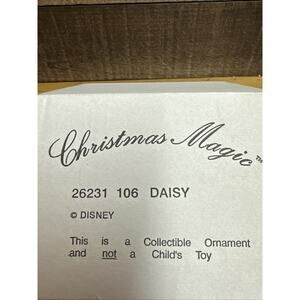 Christmas Magic™
26231 106 DAISY
© DISNEY
This is a Collectible Ornament
and not a Child's Toy